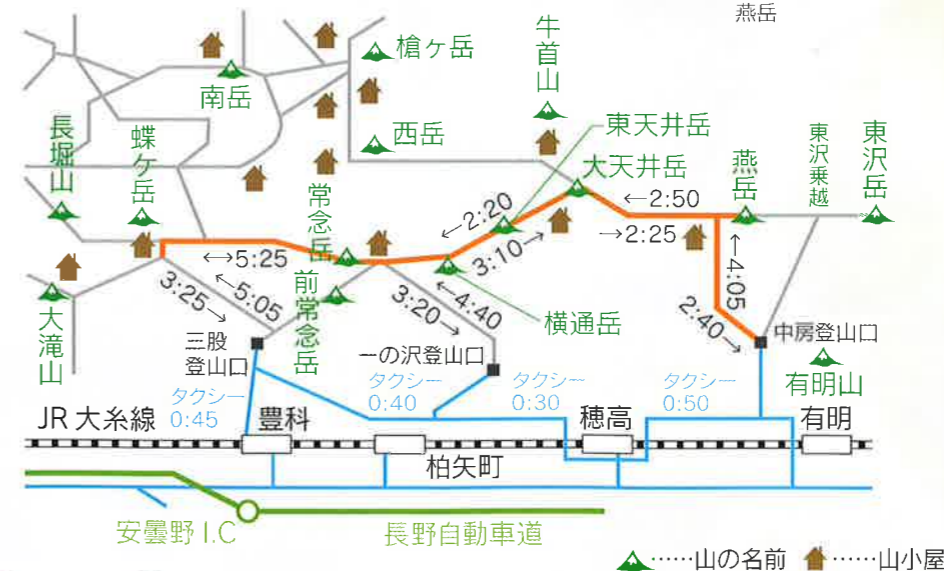 燕岳
槍ヶ岳
牛首山
南岳
西岳
長堀山
蝶ヶ岳
東天井岳
大天井岳
燕岳
東沢乗越
東沢岳
常念岳
←2:20
←2:50
→2:25
3:10→
↔5:25
前常念岳
←4:05
3:25→
←5:05
3:20→
←4:40
2:40→
横通岳
大滝山
三股
登山口
一の沢登山口
中房登山口
有明山
タクシー
0:45
タクシー
0:40
タクシー
0:30
タクシー
0:50
JR 大糸線
豊科
柏矢町
穂高
有明
安曇野 I.C
長野自動車道
……山の名前
……山小屋